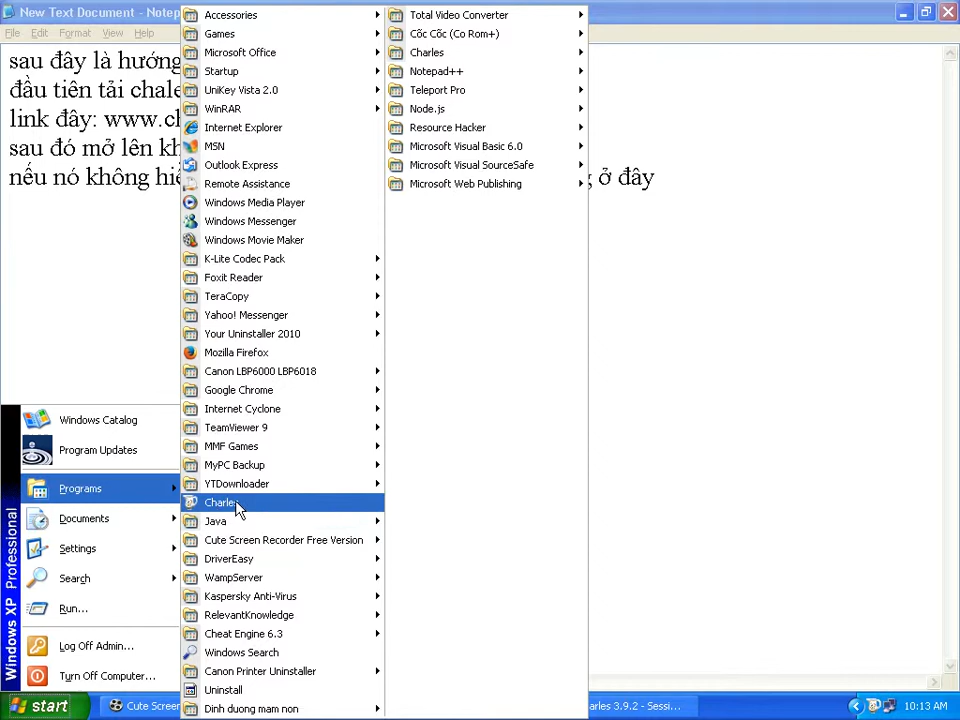 New Text Document - Notep
File Edit Format View Help
sau đây là hướng
đầu tiên tải chale
link đây: www.ch
sau đó mở lên kh
nếu nó không hiể
ở đây
Accessories
Games
Microsoft Office
Startup
UniKey Vista 2.0
WinRAR
Internet Explorer
MSN
Outlook Express
Remote Assistance
Windows Media Player
Windows Messenger
Windows Movie Maker
K-Lite Codec Pack
Foxit Reader
TeraCopy
Yahoo! Messenger
Your Uninstaller 2010
Mozilla Firefox
Canon LBP6000 LBP6018
Google Chrome
Internet Cyclone
TeamViewer 9
MMF Games
MyPC Backup
YTDownloader
Charles
Java
Cute Screen Recorder Free Version
DriverEasy
WampServer
Kaspersky Anti-Virus
RelevantKnowledge
Cheat Engine 6.3
Windows Search
Canon Printer Uninstaller
Uninstall
Dinh duong mam non
Total Video Converter
Cốc Cốc (Co Rom+)
Charles
Notepad++
Teleport Pro
Node.js
Resource Hacker
Microsoft Visual Basic 6.0
Microsoft Visual SourceSafe
Microsoft Web Publishing
Windows XP Professional
Windows Catalog
Program Updates
Programs
Documents
Settings
Search
Run...
Log Off Admin...
Turn Off Computer...
start
Cute Screen
arles 3.9.2 - Sessi...
10:13 AM